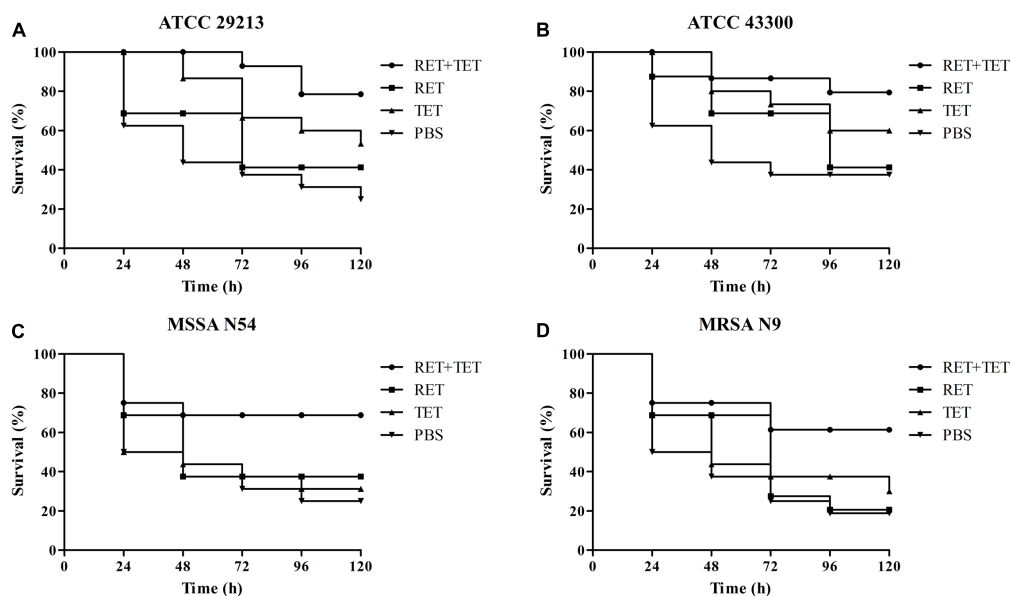 A
ATCC 29213
Survival (%)
100
80
60
40
20
0
0 24 48 72 96 120
Time (h)
RET+TET
RET
TET
PBS
B
ATCC 43300
Survival (%)
100
80
60
40
20
0
0 24 48 72 96 120
Time (h)
RET+TET
RET
TET
PBS
C
MSSA N54
Survival (%)
100
80
60
40
20
0
0 24 48 72 96 120
Time (h)
RET+TET
RET
TET
PBS
D
MRSA N9
Survival (%)
100
80
60
40
20
0
0 24 48 72 96 120
Time (h)
RET+TET
RET
TET
PBS